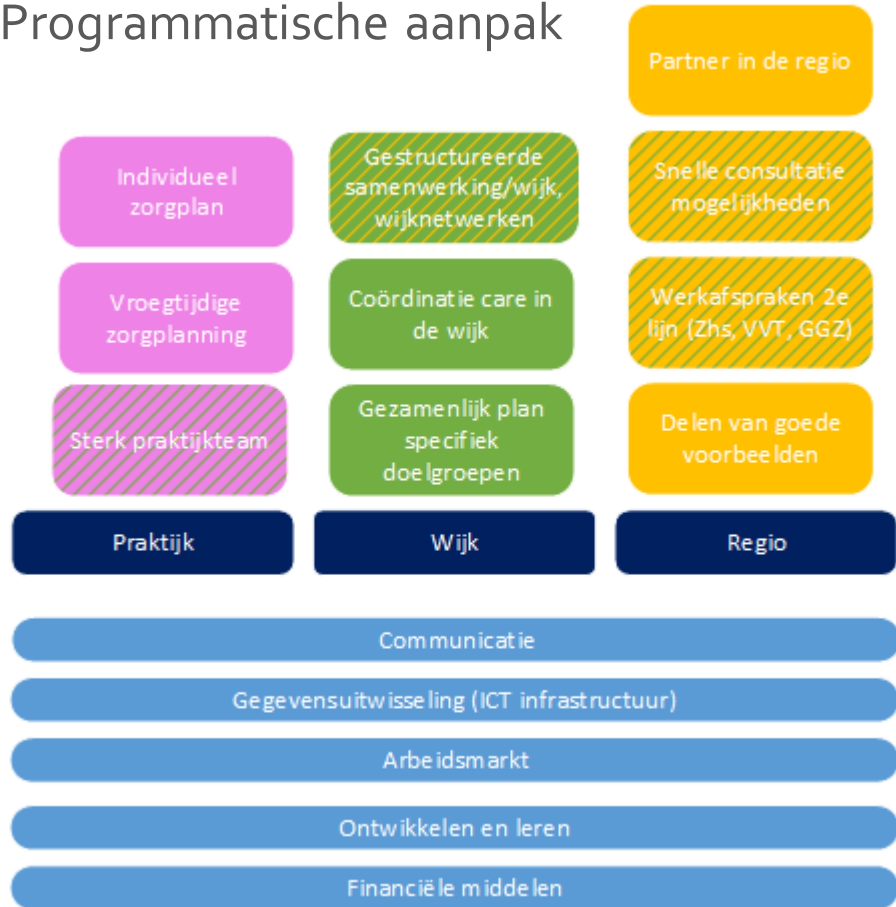 Programmatische aanpak
Partner in de regio
Individueel
zorgplan
Gestructureerde
samenwerking/wijk,
wijknetwerken
Snelle consultatie
mogelijkheden
Vroegtijdige
zorgplanning
Coördinatie care in
de wijk
Werkafspraken 2e
lijn (Zhs, VVT, GGZ)
Sterk praktijkteam
Gezamenlijk plan
specifiek
doelgroepen
Delen van goede
voorbeelden
Praktijk
Wijk
Regio
Communicatie
Gegevensuitwisseling (ICT infrastructuur)
Arbeidsmarkt
Ontwikkelen en leren
Financiële middelen